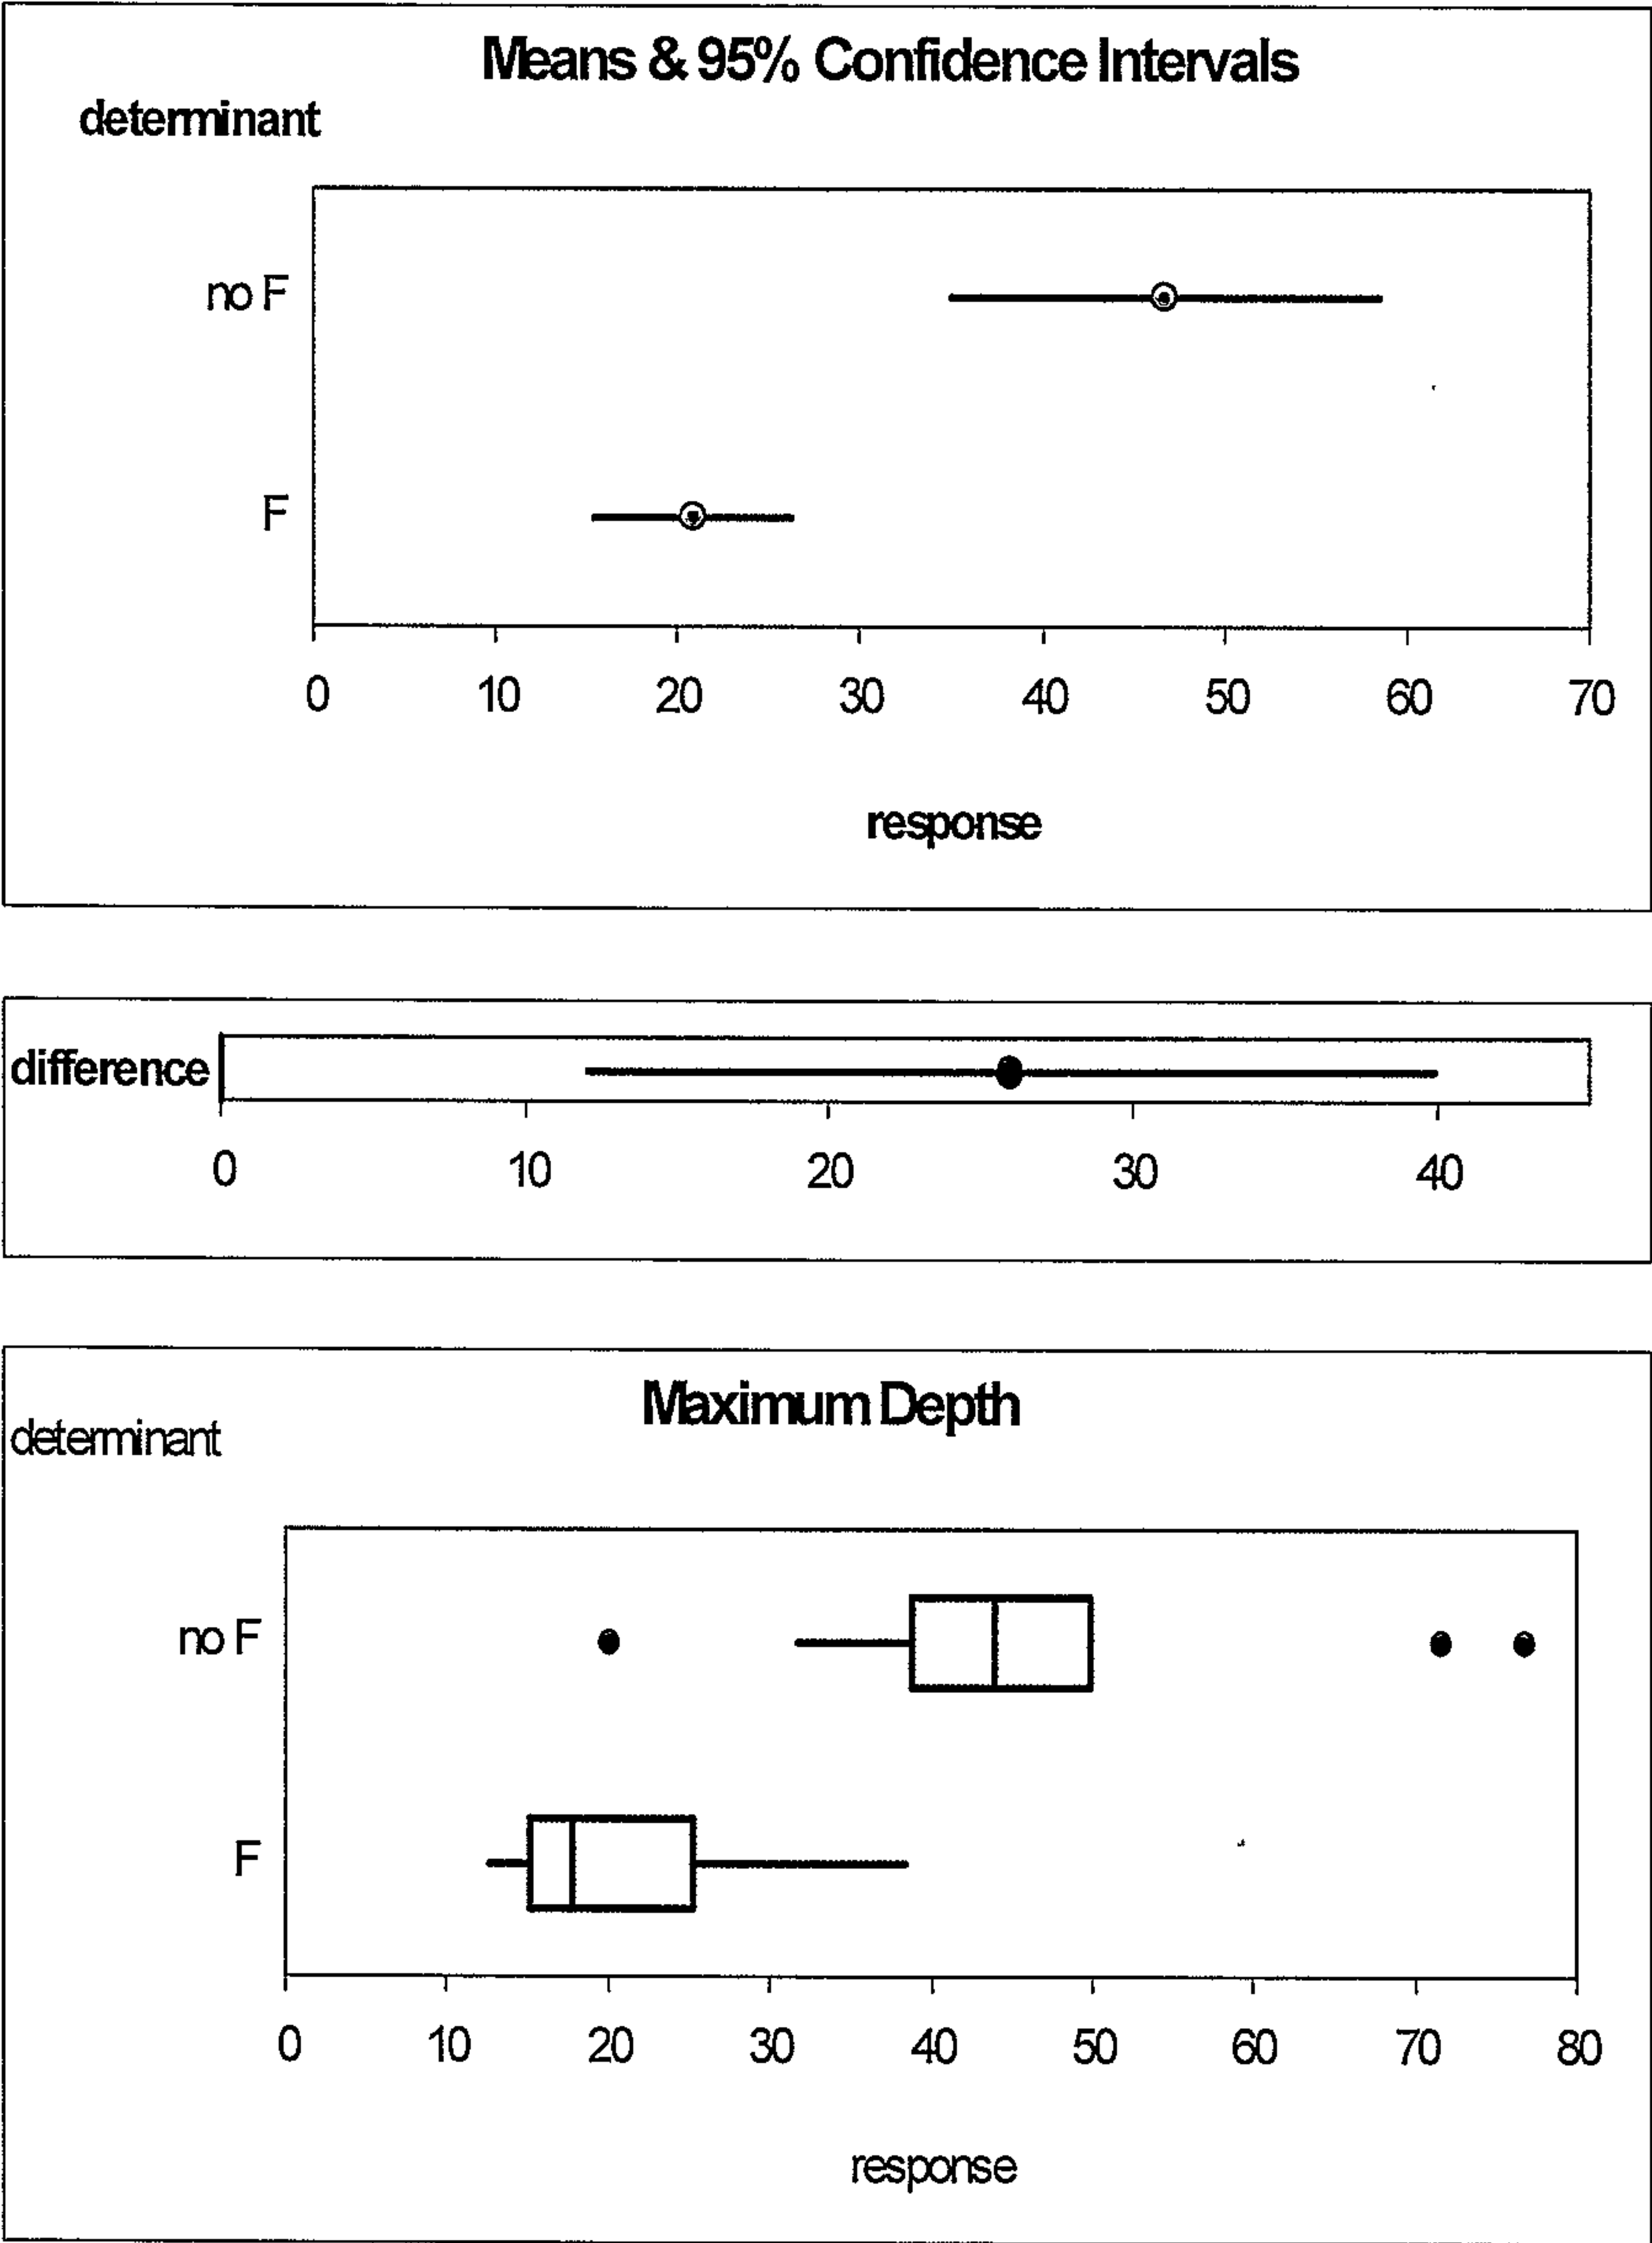 Means & 95% Confidence Intervals
determinant
no F
F
0 10 20 30 40 50 60 70
response
difference
0 10 20 30 40
Maximum Depth
determinant
no F
F
0 10 20 30 40 50 60 70 80
response